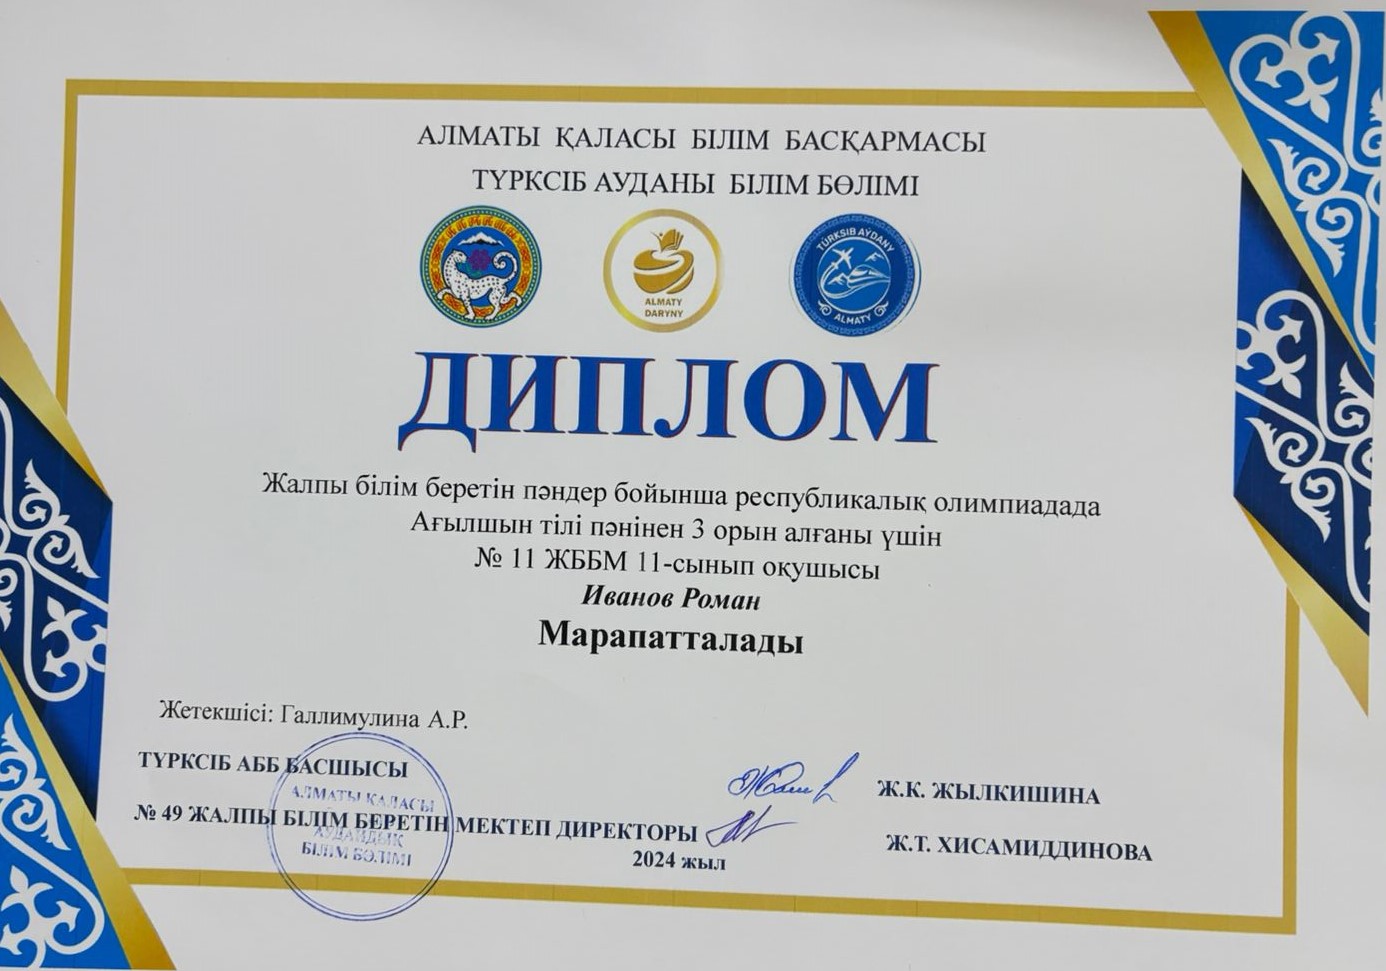 АЛМАТЫ ҚАЛАСЫ БІЛІМ БАСҚАРМАСЫ
ТҮРКСІБ АУДАНЫ БІЛІМ БӨЛІМІ
ALMATY
DARYNY
TÚRKSIB AÝDANY
ALMATY
ДИПЛОМ
Жалпы білім беретін пәндер бойынша республикалық олимпиадада
Ағылшын тілі пәнінен 3 орын алғаны үшін
№ 11 ЖББМ 11-сынып оқушысы
Иванов Роман
Марапатталады
Жетекшісі: Галлимулина А.Р.
ТҮРКСІБ АББ БАСШЫСЫ
Ж.К. ЖЫЛКИШИНА
АЛМАТЫ ҚАЛАСЫ
№ 49 ЖАЛПЫ БІЛІМ БЕРЕТІН МЕКТЕП ДИРЕКТОРЫ
Ж.Т. ХИСАМИДДИНОВА
АУДАНДЫҚ
БІЛІМ БӨЛІМІ
2024 жыл